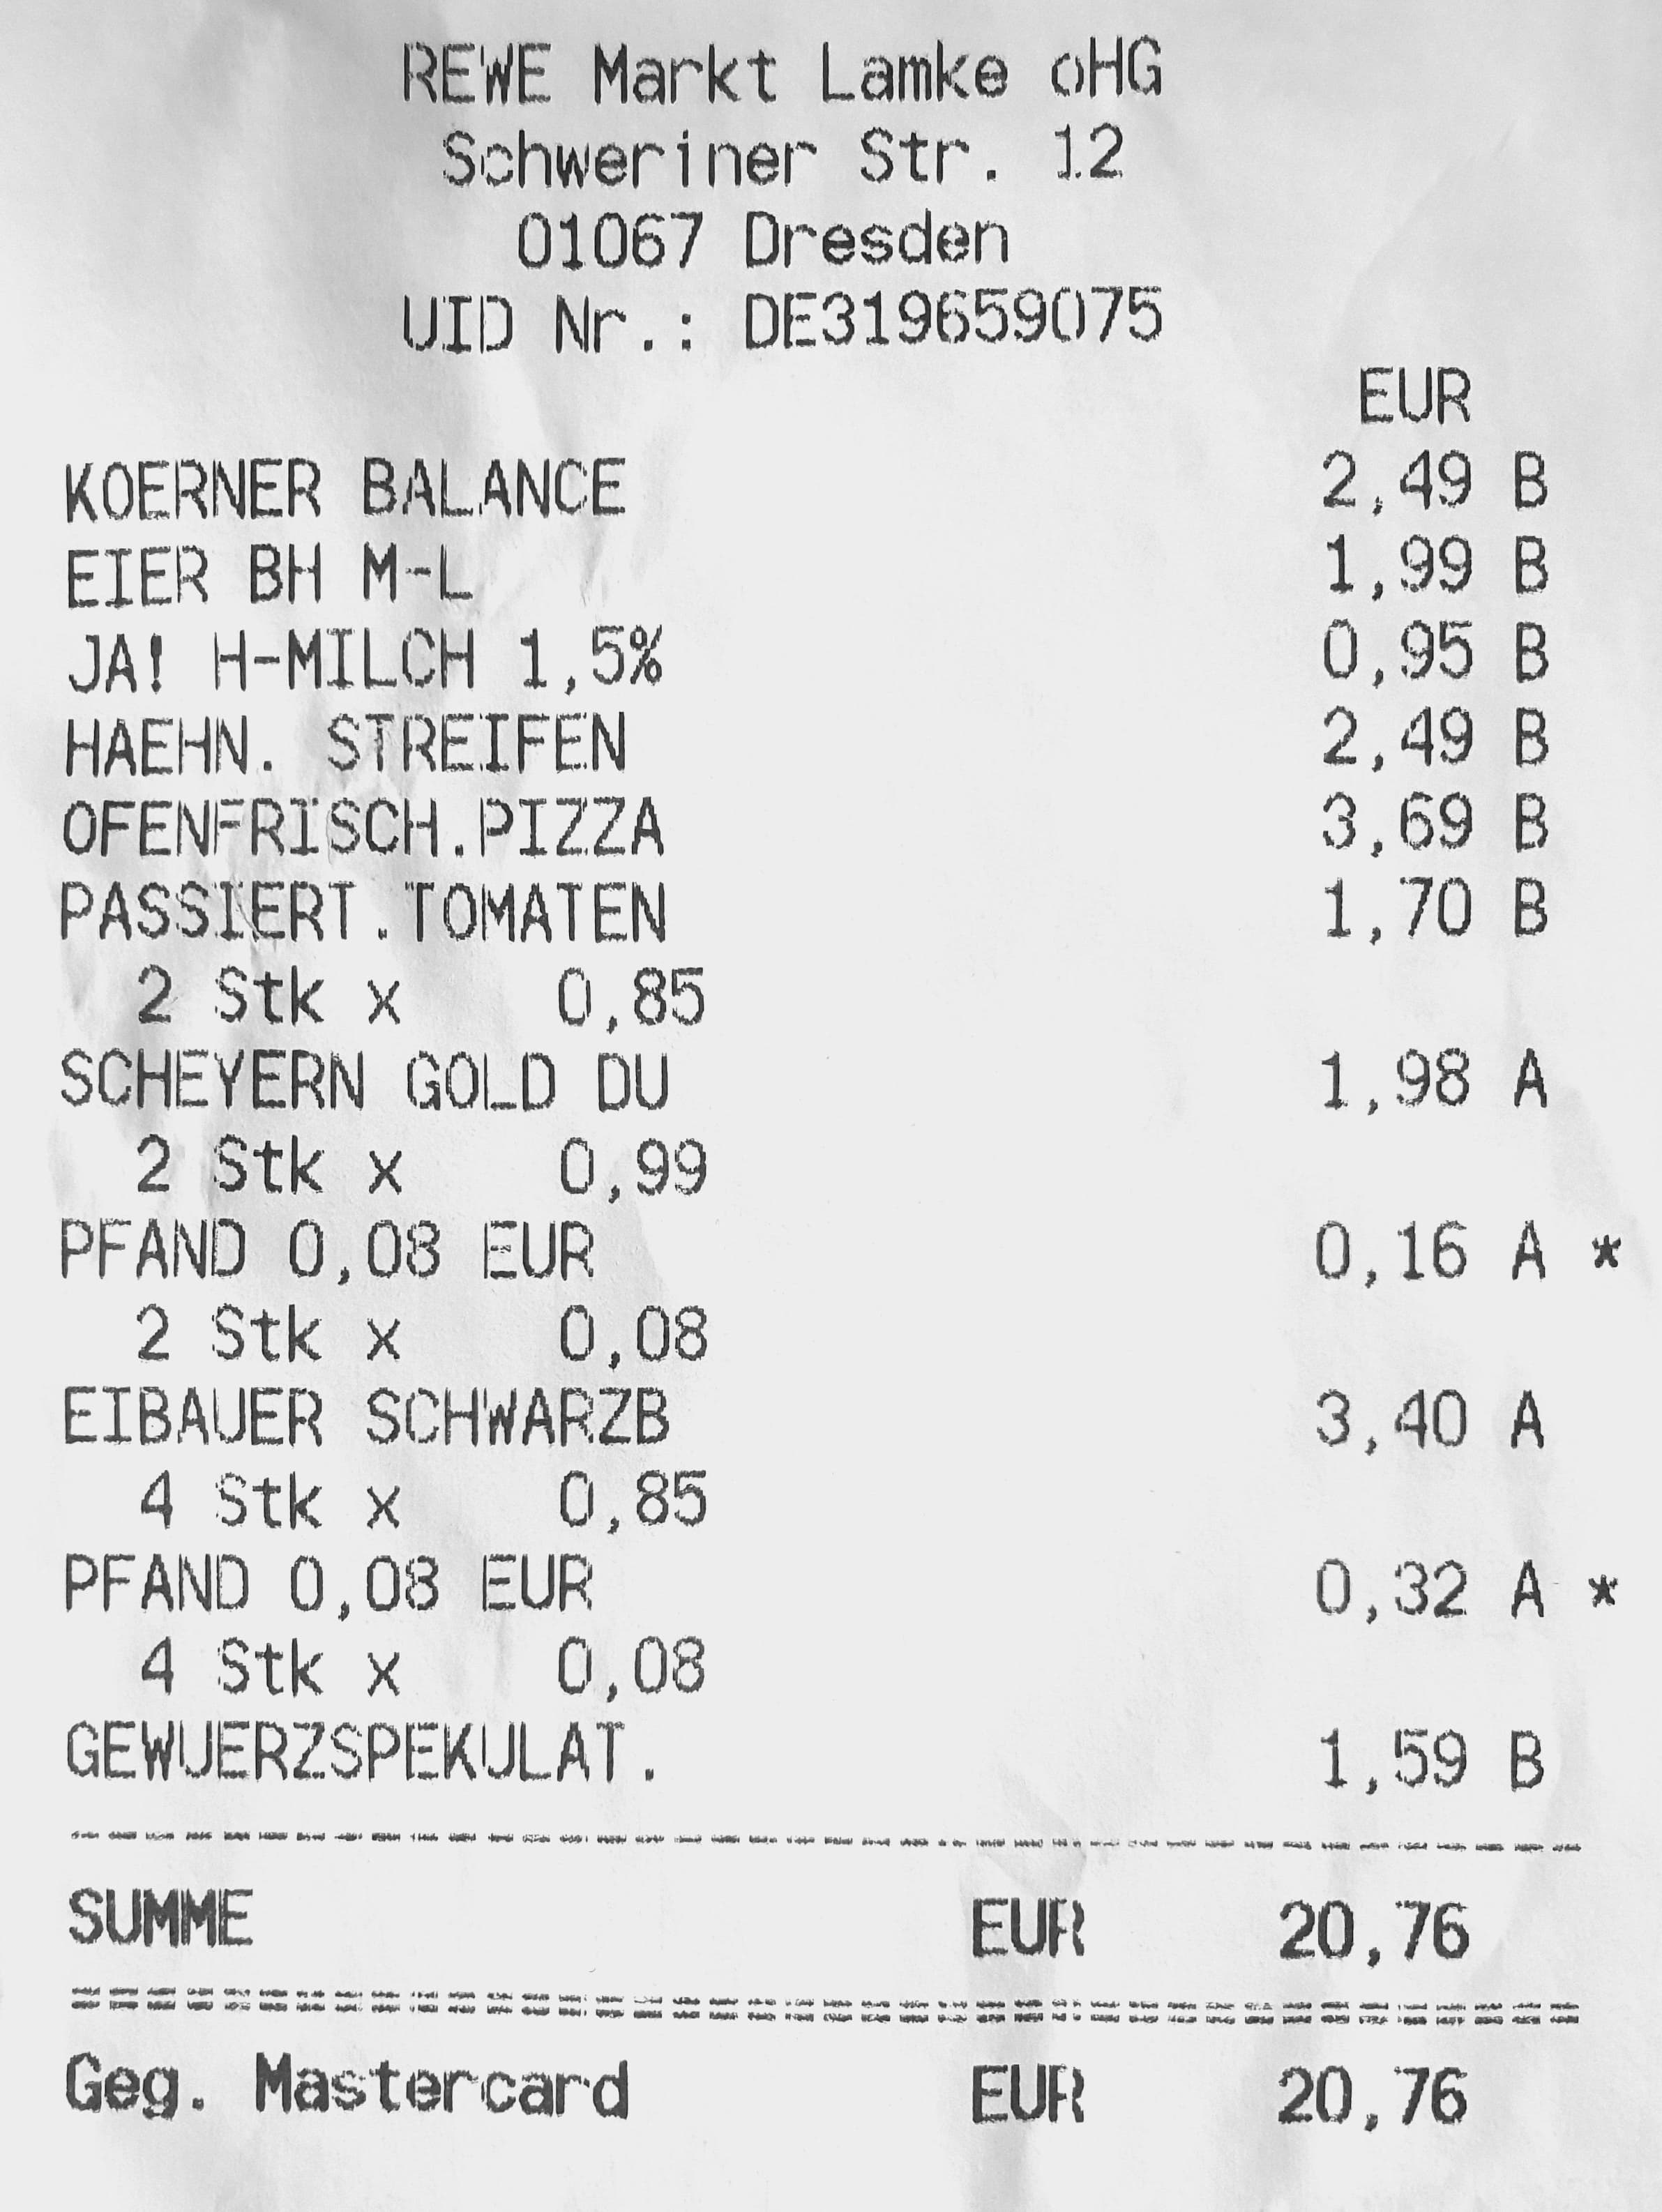 REWE Markt Lamke oHG
Schweriner Str. 12
01067 Dresden
UID Nr.: DE319659075
EUR
KOERNER BALANCE 2,49 B
EIER BH M-L 1,99 B
JA! H-MILCH 1,5% 0,95 B
HAEHN. STREIFEN 2,49 B
OFENFRISCH.PIZZA 3,69 B
PASSIERT.TOMATEN 1,70 B
2 Stk x 0,85
SCHEYERN GOLD DU 1,98 A
2 Stk x 0,99
PFAND 0,08 EUR 0,16 A *
2 Stk x 0,08
EIBAUER SCHWARZB 3,40 A
4 Stk x 0,85
PFAND 0,08 EUR 0,32 A *
4 Stk x 0,08
GEWUERZSPEKULAT. 1,59 B
SUMME EUR 20,76
Geg. Mastercard EUR 20,76